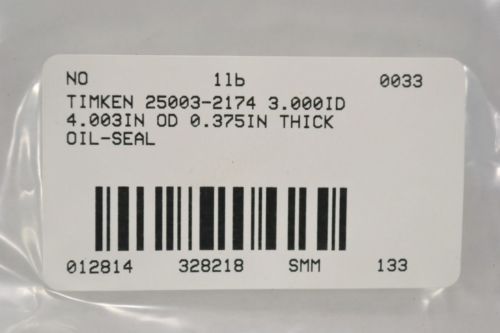 NO 1lb 0033
TIMKEN 25003-2174 3.000ID
4.003IN OD 0.375IN THICK
OIL-SEAL
012814 328218 SMM 133